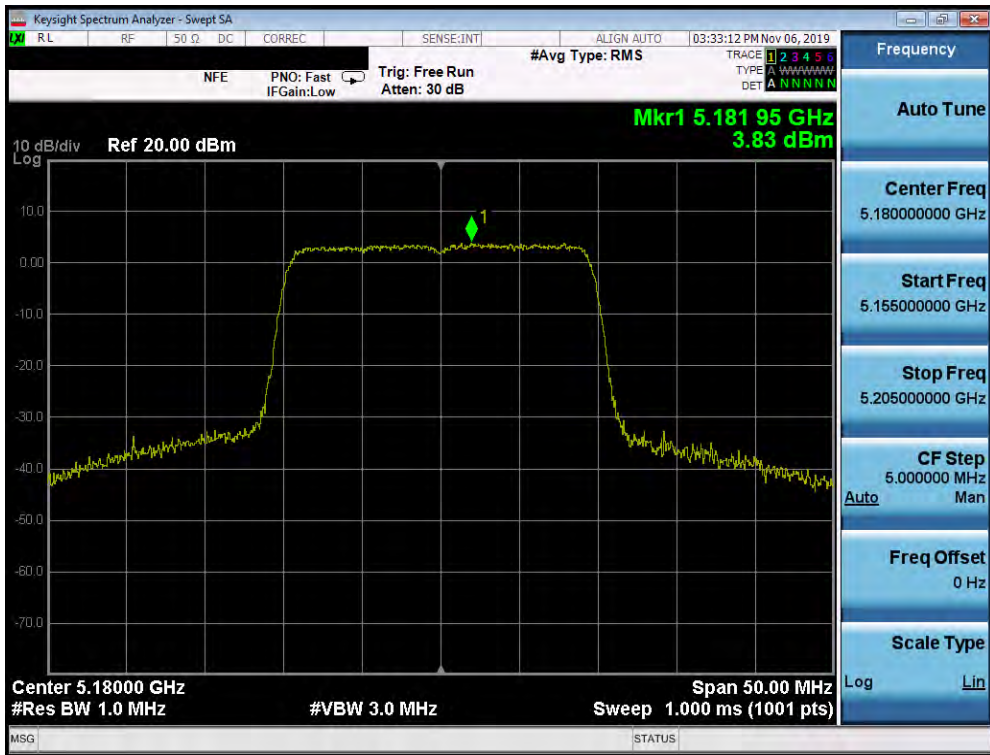 Keysight Spectrum Analyzer - Swept SA
LXI RL RF 50 Ω DC CORREC SENSE:INT ALIGN AUTO 03:33:12 PM Nov 06, 2019
#Avg Type: RMS TRACE 1 2 3 4 5 6
NFE PNO: Fast Trig: Free Run TYPE A WWWWW
IFGain:Low Atten: 30 dB DET A N N N N N
Mkr1 5.181 95 GHz
3.83 dBm
10 dB/div Ref 20.00 dBm
Log
10.0
1
0.00
-10.0
-20.0
-30.0
-40.0
-50.0
-60.0
-70.0
Center 5.18000 GHz Span 50.00 MHz
#Res BW 1.0 MHz #VBW 3.0 MHz Sweep 1.000 ms (1001 pts)
MSG STATUS
Frequency
Auto Tune
Center Freq
5.180000000 GHz
Start Freq
5.155000000 GHz
Stop Freq
5.205000000 GHz
CF Step
5.000000 MHz
Auto Man
Freq Offset
0 Hz
Scale Type
Log Lin